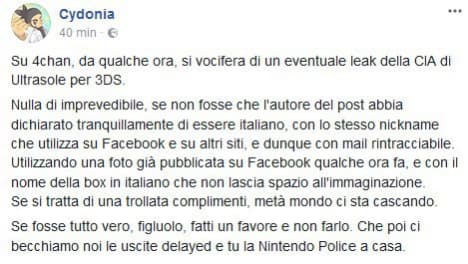 Cydonia
40 min ·
Su 4chan, da qualche ora, si vocifera di un eventuale leak della CIA di
Ultrasole per 3DS.
Nulla di imprevedibile, se non fosse che l'autore del post abbia
dichiarato tranquillamente di essere italiano, con lo stesso nickname
che utilizza su Facebook e su altri siti, e dunque con mail rintracciabile.
Utilizzando una foto già pubblicata su Facebook qualche ora fa, e con il
nome della box in italiano che non lascia spazio all'immaginazione.
Se si tratta di una trollata complimenti, metà mondo ci sta cascando.
Se fosse tutto vero, figluolo, fatti un favore e non farlo. Che poi ci
becchiamo noi le uscite delayed e tu la Nintendo Police a casa.